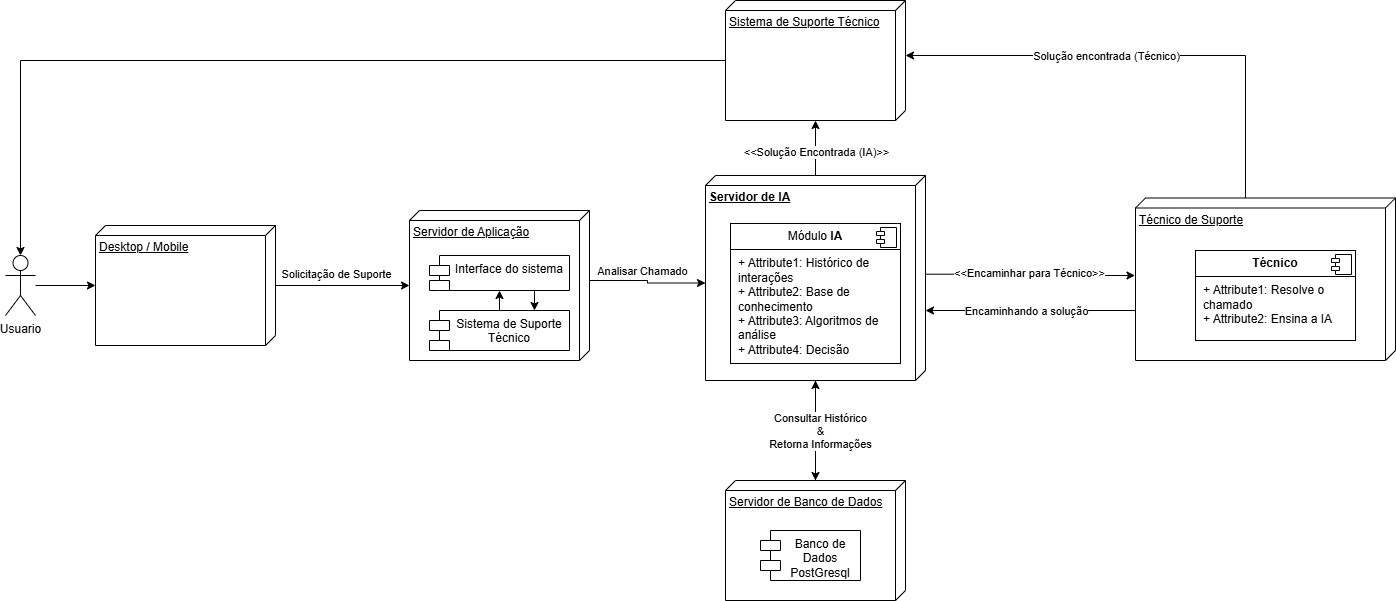 Sistema de Suporte Técnico
Solução encontrada (Técnico)
<<Solução Encontrada (IA)>>
Usuario
Desktop / Mobile
Solicitação de Suporte
Servidor de Aplicação
Interface do sistema
Sistema de Suporte
Técnico
Analisar Chamado
Servidor de IA
Módulo IA
+ Attribute1: Histórico de
interações
+ Attribute2: Base de
conhecimento
+ Attribute3: Algoritmos de
análise
+ Attribute4: Decisão
<<Encaminhar para Técnico>>
Encaminhando a solução
Técnico de Suporte
Técnico
+ Attribute1: Resolve o
chamado
+ Attribute2: Ensina a IA
Consultar Histórico
&
Retorna Informações
Servidor de Banco de Dados
Banco de
Dados
PostGresql